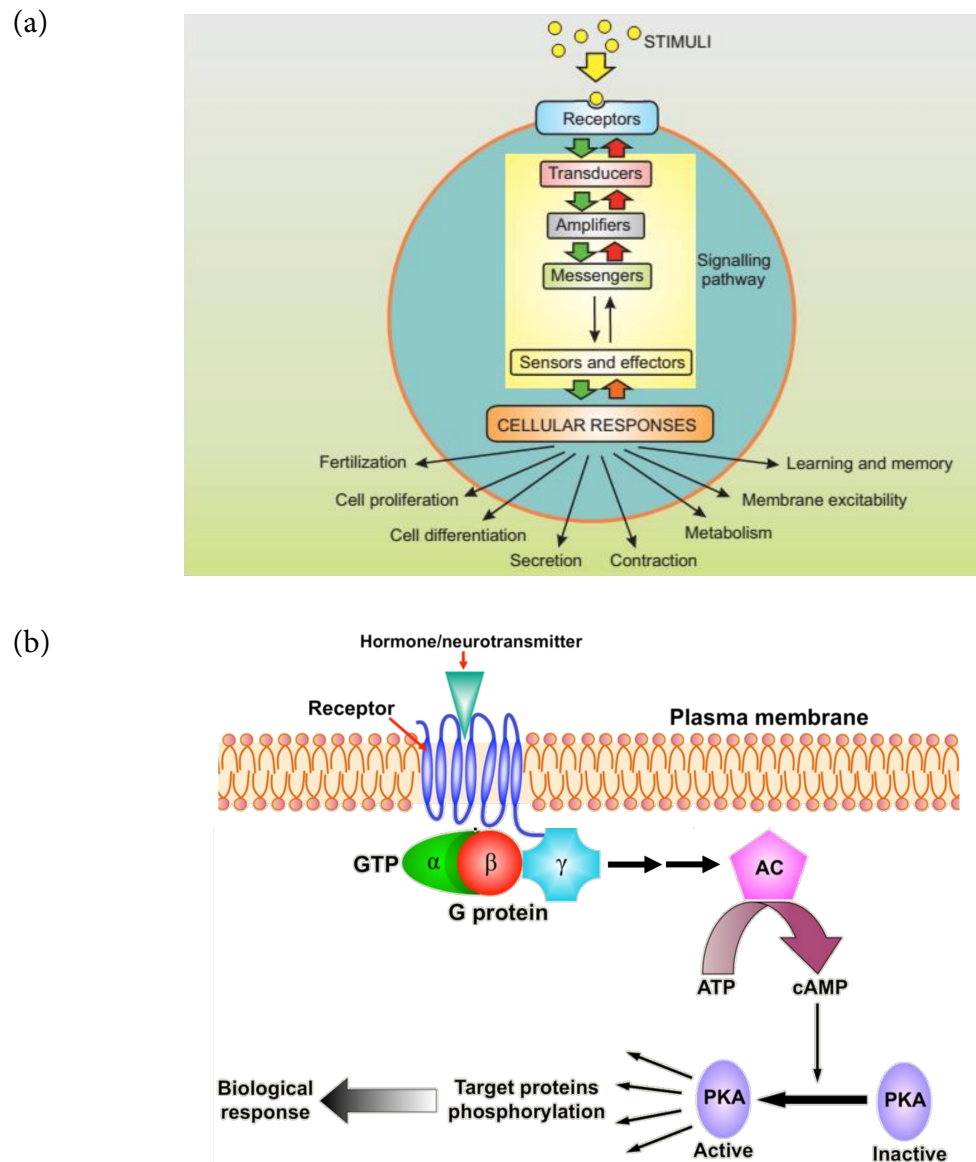 (a)
STIMULI
Receptors
Transducers
Amplifiers
Messengers
Signalling
pathway
Sensors and effectors
CELLULAR RESPONSES
Fertilization
Cell proliferation
Cell differentiation
Secretion
Contraction
Metabolism
Membrane excitability
Learning and memory
(b)
Hormone/neurotransmitter
Receptor
Plasma membrane
GTP
α
β
γ
G protein
AC
ATP
cAMP
Biological
response
Target proteins
phosphorylation
PKA
Active
PKA
Inactive